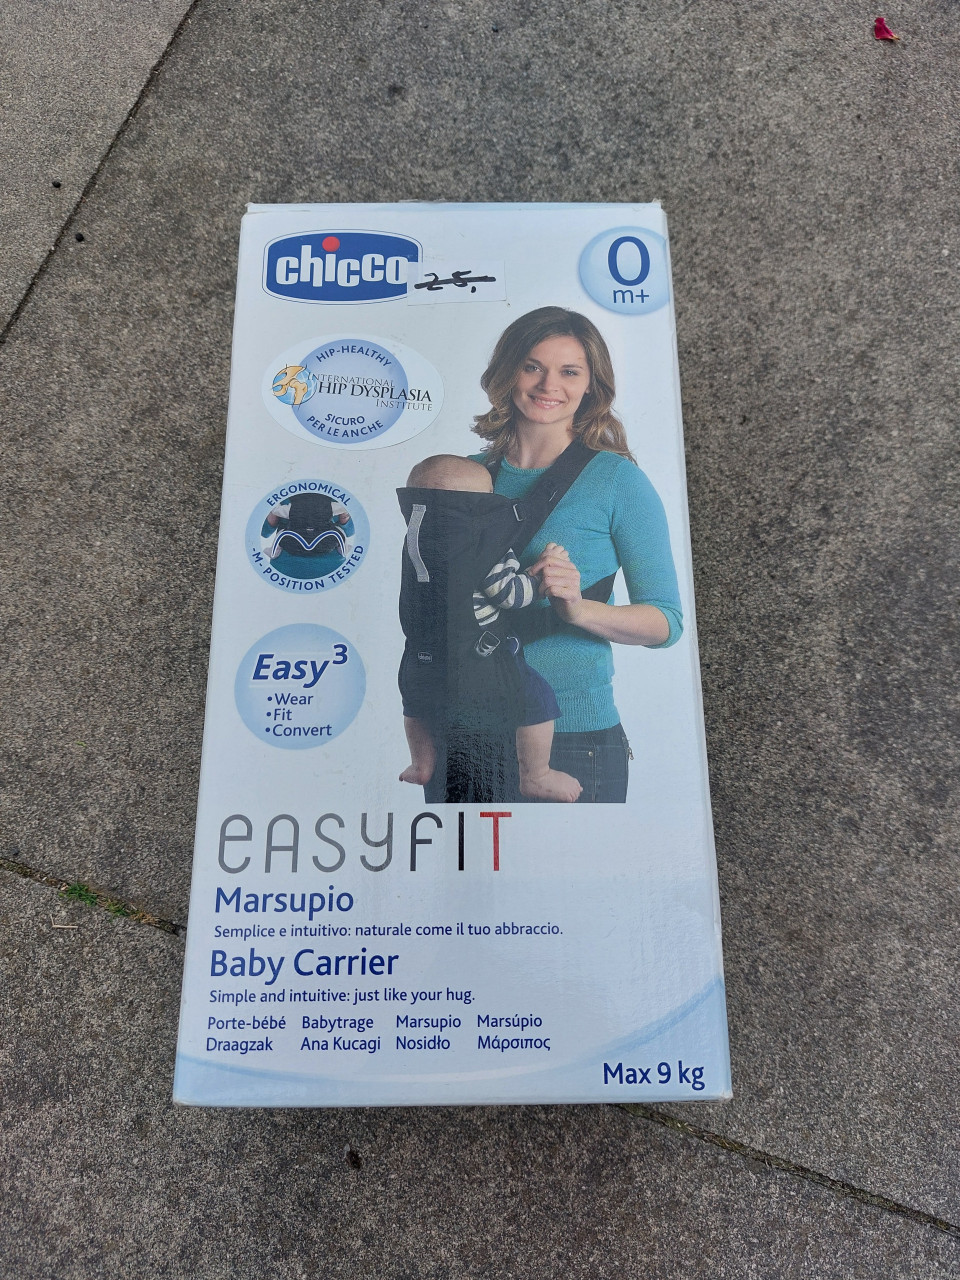 chicco
25,
0
m+
HIP-HEALTHY
INTERNATIONAL
HIP DYSPLASIA
INSTITUTE
SICURO
PER LE ANCHE
ERGONOMICAL
-M- POSITION TESTED
Easy³
•Wear
•Fit
•Convert
EASYFIT
Marsupio
Semplice e intuitivo: naturale come il tuo abbraccio.
Baby Carrier
Simple and intuitive: just like your hug.
Porte-bébé Babytrage Marsupio Marsúpio
Draagzak Ana Kucagi Nosidło Μάρσιπος
Max 9 kg